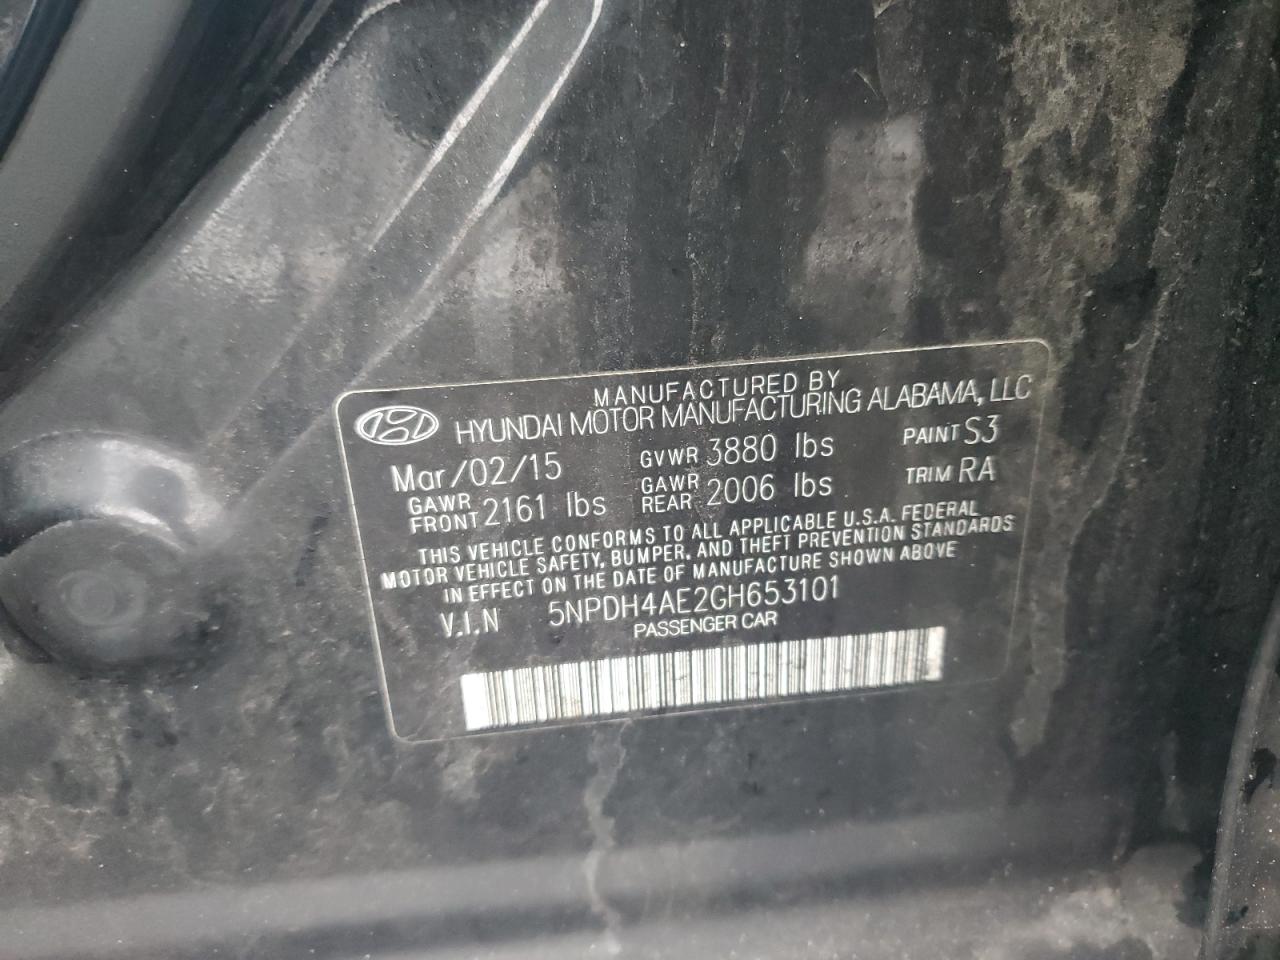 MANUFACTURED BY
HYUNDAI MOTOR MANUFACTURING ALABAMA, LLC
Mar/02/15 GVWR 3880 lbs PAINT S3
GAWR FRONT 2161 lbs GAWR REAR 2006 lbs TRIM RA
THIS VEHICLE CONFORMS TO ALL APPLICABLE U.S.A. FEDERAL
MOTOR VEHICLE SAFETY, BUMPER, AND THEFT PREVENTION STANDARDS
IN EFFECT ON THE DATE OF MANUFACTURE SHOWN ABOVE
V.I.N 5NPDH4AE2GH653101
PASSENGER CAR